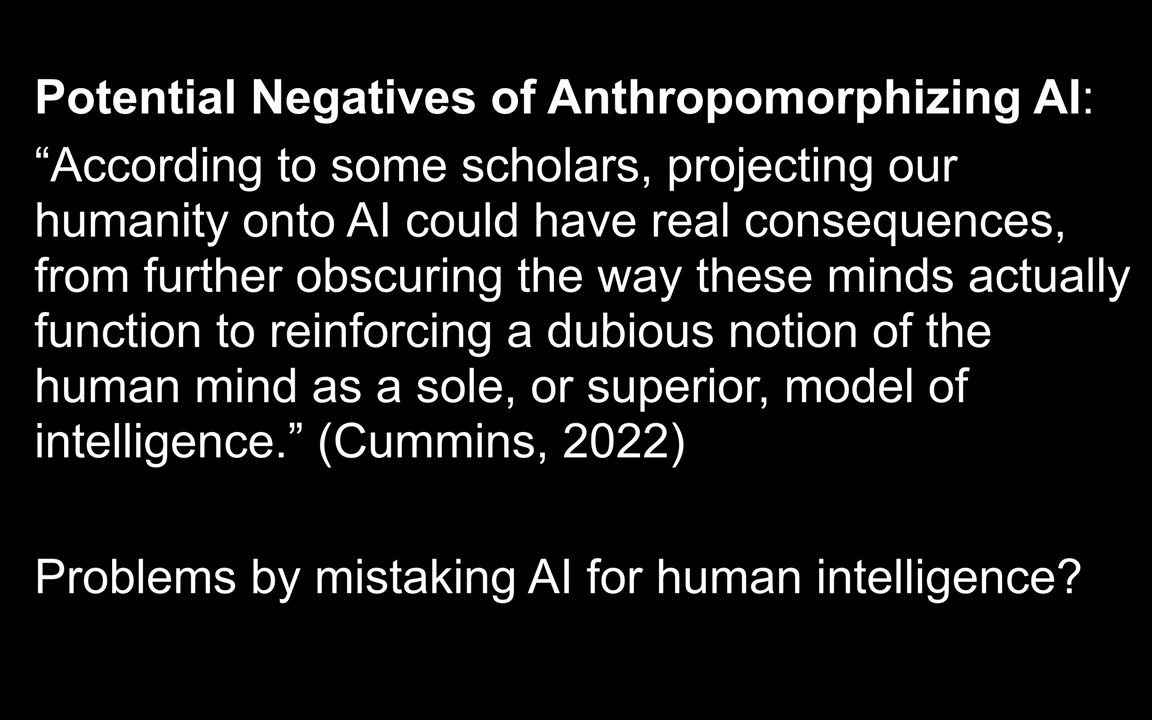 Potential Negatives of Anthropomorphizing AI:
“According to some scholars, projecting our
humanity onto AI could have real consequences,
from further obscuring the way these minds actually
function to reinforcing a dubious notion of the
human mind as a sole, or superior, model of
intelligence.” (Cummins, 2022)
Problems by mistaking AI for human intelligence?